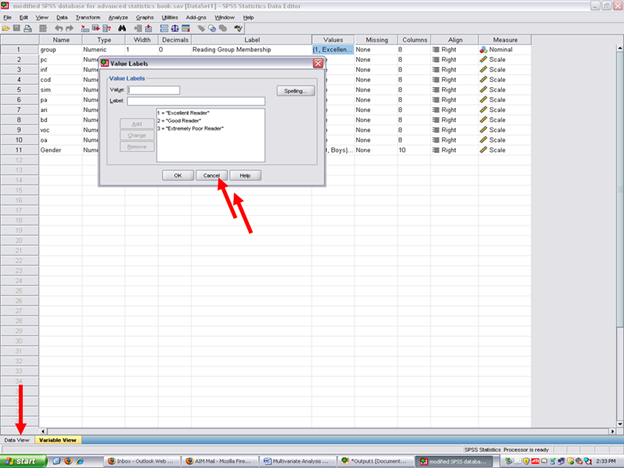 modified SPSS database for advanced statistics book.sav [DataSet1] - SPSS Statistics Data Editor
File Edit View Data Transform Analyze Graphs Utilities Add-ons Window Help
Name Type Width Decimals Label Values Missing Columns Align Measure
1 group Numeric 1 0 Reading Group Membership {1, Excellen... None 8 Right Nominal
2 pc Nume None 8 Right Scale
3 inf Nume None 8 Right Scale
4 cod Nume None 8 Right Scale
5 sim Nume None 8 Right Scale
6 pa Nume None 8 Right Scale
7 ari Nume None 8 Right Scale
8 bd Nume None 8 Right Scale
9 voc Nume None 8 Right Scale
10 oa Nume None 8 Right Scale
11 Gender Nume , Boys}... None 10 Right Scale
12
13
14
15
16
17
18
19
20
21
22
23
24
25
26
27
28
29
30
31
32
33
34
Value Labels
Value Labels
Value:
Spelling...
Label:
1 = "Excellent Reader"
Add
2 = "Good Reader"
Change
3 = "Extremely Poor Reader"
Remove
OK Cancel Help
Data View Variable View
SPSS Statistics Processor is ready
start Inbox - Outlook Web ... AIM Mail - Mozilla Fire... Multivariate Analysis ... *Output1 [Document... modified SPSS databa... 2:33 PM